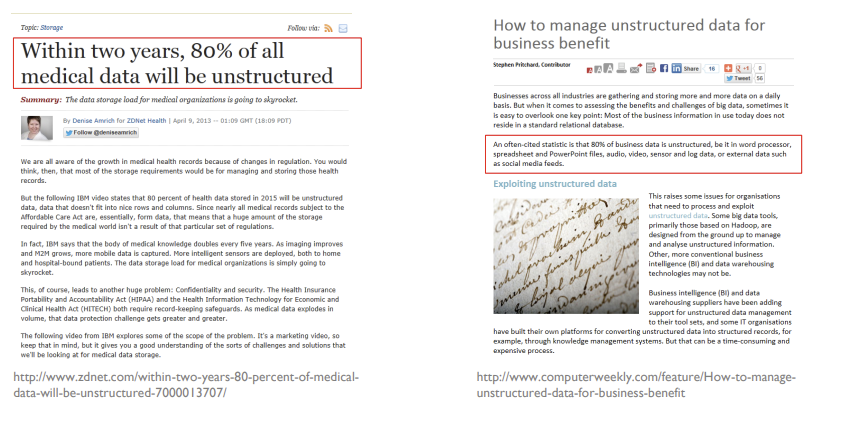 Topic: Storage
Follow via:
Within two years, 80% of all
medical data will be unstructured
Summary: The data storage load for medical organizations is going to skyrocket.
By Denise Amrich for ZDNet Health | April 9, 2013 -- 01:09 GMT (18:09 PDT)
Follow @deniseamrich
We are all aware of the growth in medical health records because of changes in regulation. You would
think, then, that most of the storage requirements would be for managing and storing those health
records.
But the following IBM video states that 80 percent of health data stored in 2015 will be unstructured
data, data that doesn't fit into nice rows and columns. Since nearly all medical records subject to the
Affordable Care Act are, essentially, form data, that means that a huge amount of the storage
required by the medical world isn't a result of that particular set of regulations.
In fact, IBM says that the body of medical knowledge doubles every five years. As imaging improves
and M2M grows, more mobile data is captured. More intelligent sensors are deployed, both to home
and hospital-bound patients. The data storage load for medical organizations is simply going to
skyrocket.
This, of course, leads to another huge problem: Confidentiality and security. The Health Insurance
Portability and Accountability Act (HIPAA) and the Health Information Technology for Economic and
Clinical Health Act (HITECH) both require record-keeping safeguards. As medical data explodes in
volume, that data protection challenge gets greater and greater.
The following video from IBM explores some of the scope of the problem. It's a marketing video, so
keep that in mind, but it gives you a good understanding of the sorts of challenges and solutions that
we'll be looking at for medical data storage.
http://www.zdnet.com/within-two-years-80-percent-of-medical-
data-will-be-unstructured-7000013707/
How to manage unstructured data for
business benefit
Stephen Pritchard, Contributor
A A A
Share 16
+1 0
Tweet 56
Businesses across all industries are gathering and storing more and more data on a daily
basis. But when it comes to assessing the benefits and challenges of big data, sometimes it
is easy to overlook one key point: Most of the business information in use today does not
reside in a standard relational database.
An often-cited statistic is that 80% of business data is unstructured, be it in word processor,
spreadsheet and PowerPoint files, audio, video, sensor and log data, or external data such
as social media feeds.
Exploiting unstructured data
This raises some issues for organisations
that need to process and exploit
unstructured data. Some big data tools,
primarily those based on Hadoop, are
designed from the ground up to manage
and analyse unstructured information.
Other, more conventional business
intelligence (BI) and data warehousing
technologies may not be.
Business intelligence (BI) and data
warehousing suppliers have been adding
support for unstructured data management
to their tool sets, and some IT organisations
have built their own platforms for converting unstructured data into structured records, for
example, through knowledge management systems. But that can be a time-consuming and
expensive process.
http://www.computerweekly.com/feature/How-to-manage-
unstructured-data-for-business-benefit